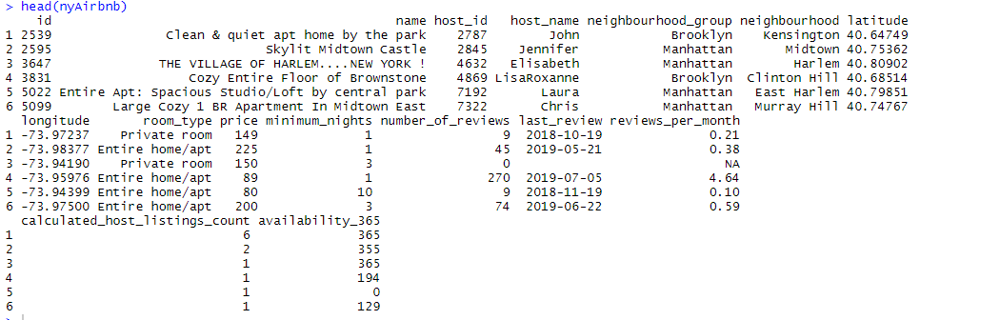 > head(nyAirbnb)
id name host_id host_name neighbourhood_group neighbourhood latitude
1 2539 Clean & quiet apt home by the park 2787 John Brooklyn Kensington 40.64749
2 2595 Skylit Midtown Castle 2845 Jennifer Manhattan Midtown 40.75362
3 3647 THE VILLAGE OF HARLEM....NEW YORK ! 4632 Elisabeth Manhattan Harlem 40.80902
4 3831 Cozy Entire Floor of Brownstone 4869 LisaRoxanne Brooklyn Clinton Hill 40.68514
5 5022 Entire Apt: Spacious Studio/Loft by central park 7192 Laura Manhattan East Harlem 40.79851
6 5099 Large Cozy 1 BR Apartment In Midtown East 7322 Chris Manhattan Murray Hill 40.74767
longitude room_type price minimum_nights number_of_reviews last_review reviews_per_month
1 -73.97237 Private room 149 1 9 2018-10-19 0.21
2 -73.98377 Entire home/apt 225 1 45 2019-05-21 0.38
3 -73.94190 Private room 150 3 0 NA
4 -73.95976 Entire home/apt 89 1 270 2019-07-05 4.64
5 -73.94399 Entire home/apt 80 10 9 2018-11-19 0.10
6 -73.97500 Entire home/apt 200 3 74 2019-06-22 0.59
calculated_host_listings_count availability_365
1 6 365
2 2 355
3 1 365
4 1 194
5 1 0
6 1 129
>